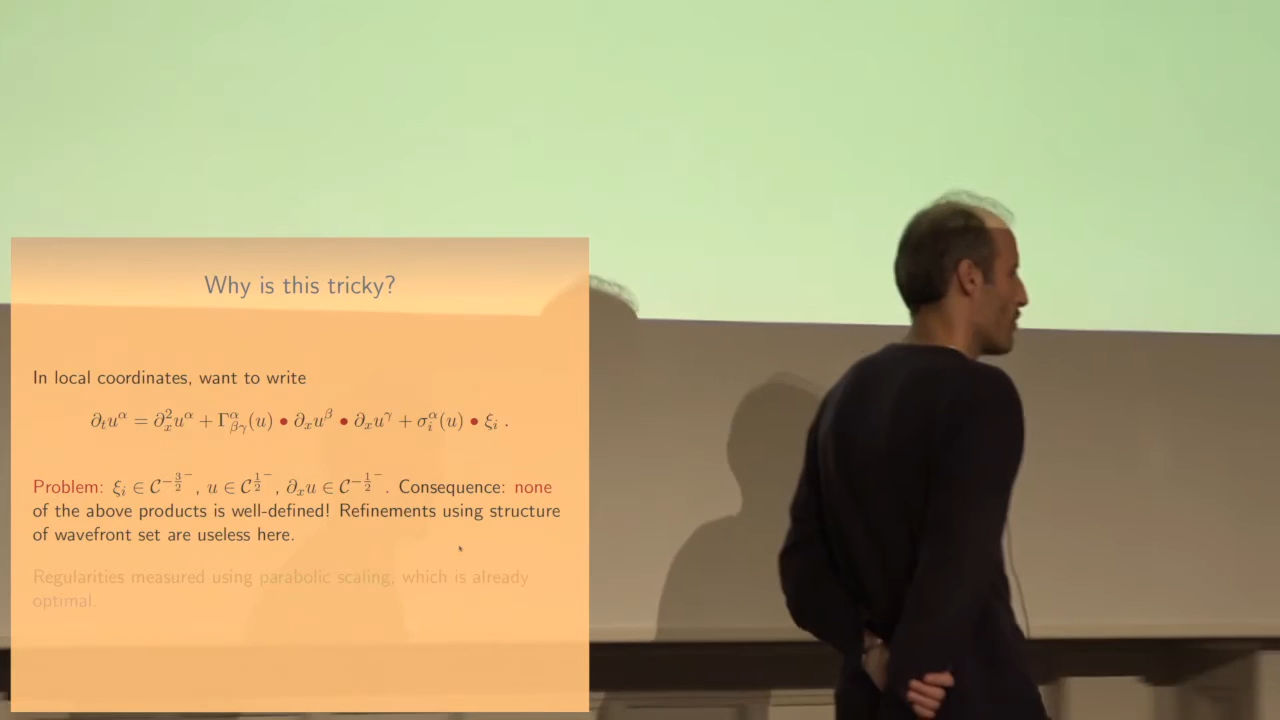 Why is this tricky?
In local coordinates, want to write
∂ₜu^α = ∂ₓ²u^α + Γ^α_βγ(u) • ∂ₓu^β • ∂ₓu^γ + σ^α_i(u) • ξ_i .
Problem: ξ_i ∈ 𝒞^{-3/2^-}, u ∈ 𝒞^{1/2^-}, ∂ₓu ∈ 𝒞^{-1/2^-}. Consequence: none
of the above products is well-defined! Refinements using structure
of wavefront set are useless here.
Regularities measured using parabolic scaling, which is already
optimal.